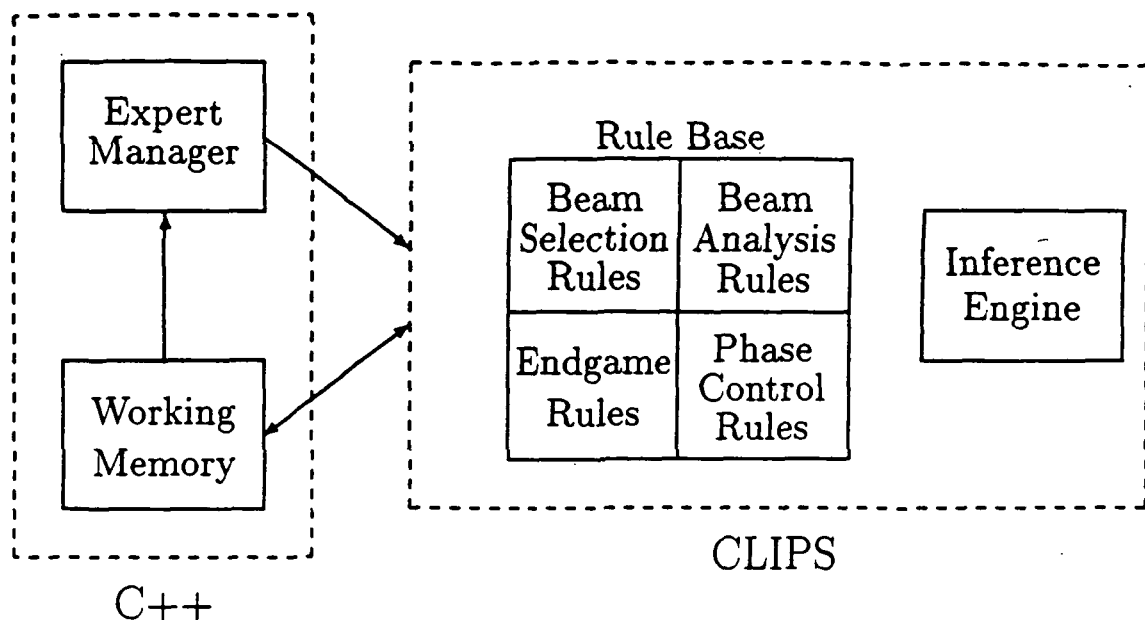 Expert
Manager
Working
Memory
C++
Rule Base
Beam
Selection
Rules
Beam
Analysis
Rules
Endgame
Rules
Phase
Control
Rules
Inference
Engine
CLIPS